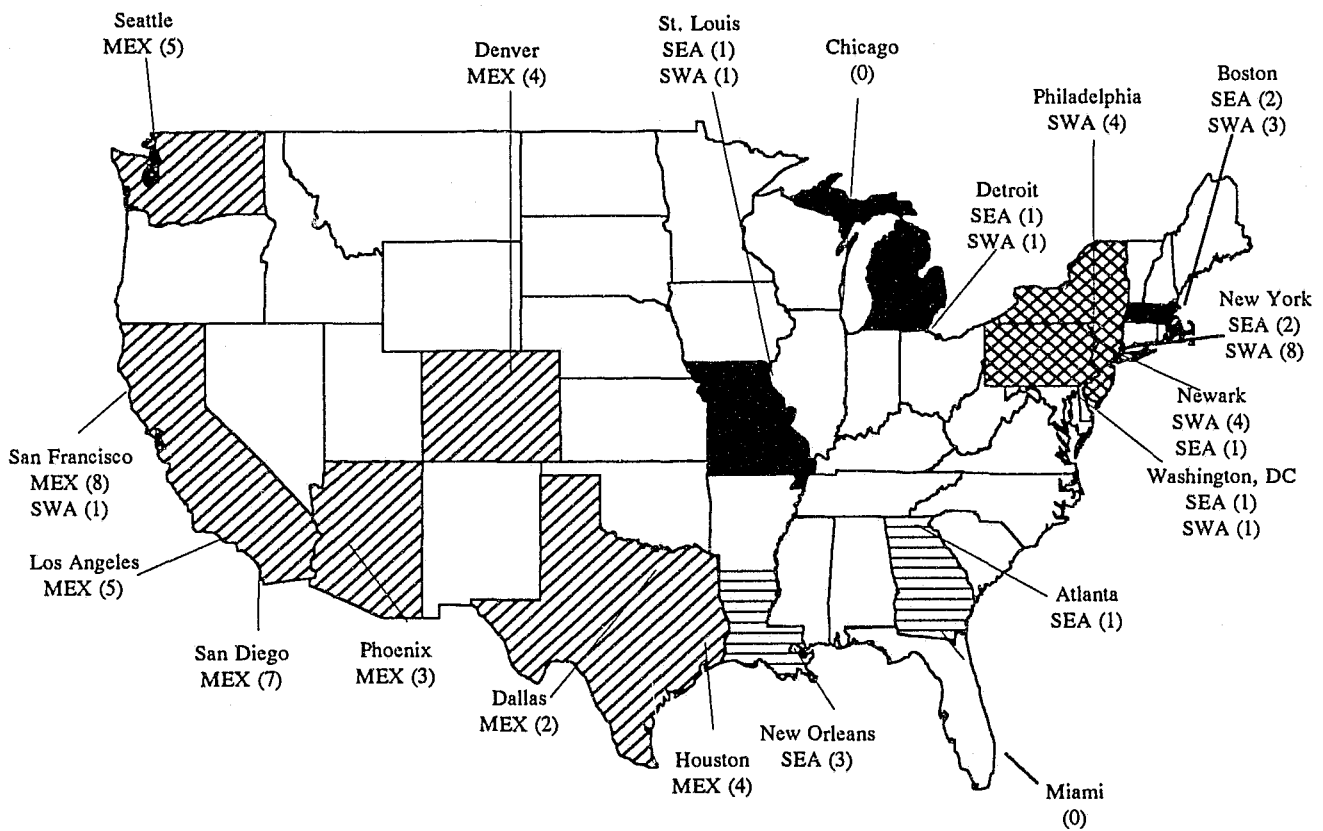 Seattle
MEX (5)
Denver
MEX (4)
St. Louis
SEA (1)
SWA (1)
Chicago
(0)
Philadelphia
SWA (4)
Boston
SEA (2)
SWA (3)
Detroit
SEA (1)
SWA (1)
New York
SEA (2)
SWA (8)
Newark
SWA (4)
SEA (1)
Washington, DC
SEA (1)
SWA (1)
San Francisco
MEX (8)
SWA (1)
Los Angeles
MEX (5)
San Diego
MEX (7)
Phoenix
MEX (3)
Dallas
MEX (2)
Houston
MEX (4)
New Orleans
SEA (3)
Atlanta
SEA (1)
Miami
(0)